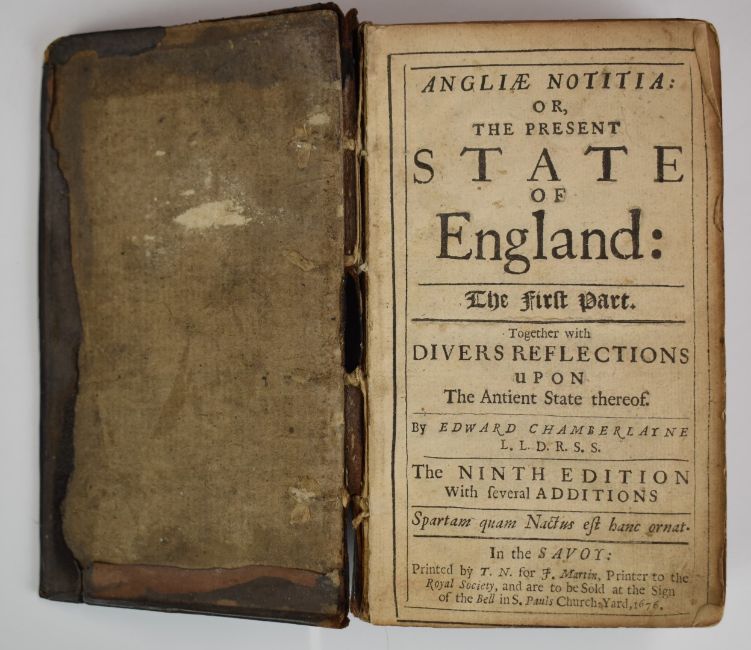 ANGLIÆ NOTITIA:
OR,
THE PRESENT
STATE
OF
England:
The First Part.
Together with
DIVERS REFLECTIONS
UPON
The Antient State thereof.
By EDWARD CHAMBERLAYNE
L. L. D. R. S. S.
The NINTH EDITION
With ſeveral ADDITIONS
Spartam quam Nactus eſt hanc ornat.
In the SAVOY:
Printed by T. N. for J. Martin, Printer to the
Royal Society, and are to be Sold at the Sign
of the Bell in S. Pauls Church-Yard, 1676.